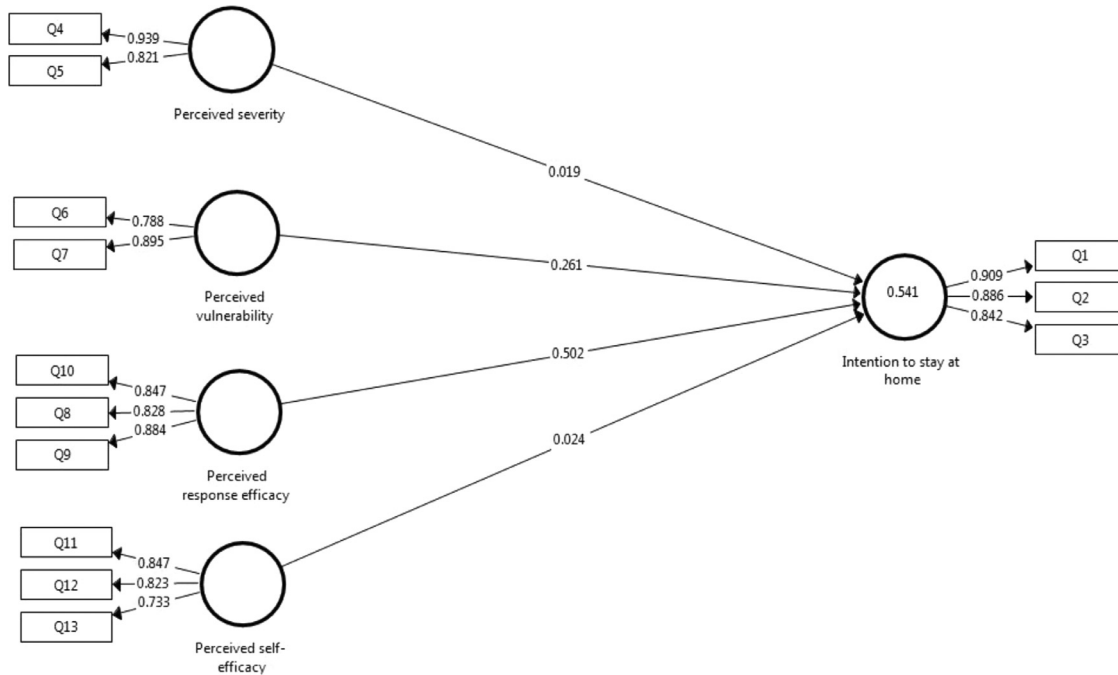 Q4
0.939
0.821
Q5
Perceived severity
0.019
Q6
0.788
0.895
Q7
Perceived
vulnerability
0.261
Q10
0.847
Q8
0.828
0.884
Q9
Perceived
response efficacy
0.502
Q11
0.847
Q12
0.823
0.733
Q13
Perceived self-
efficacy
0.024
0.541
Intention to stay at
home
0.909
Q1
0.886
Q2
0.842
Q3